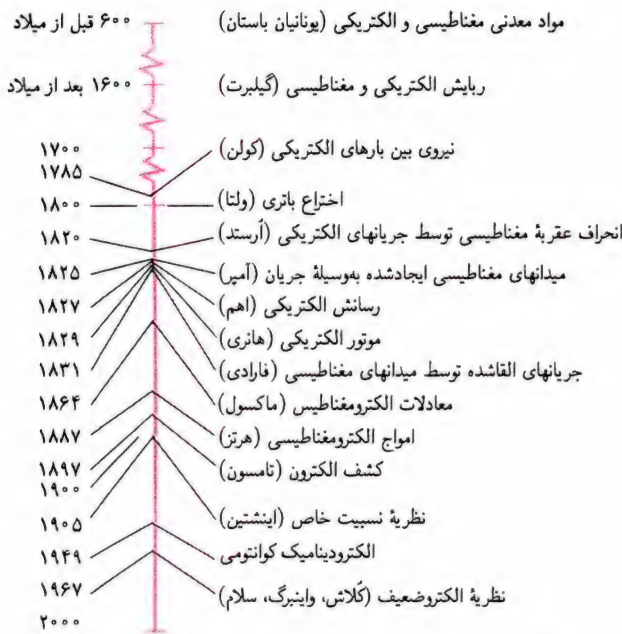 ۶۰۰ قبل از میلاد مواد معدنی مغناطیسی و الکتریکی (یونانیان باستان)
۱۶۰۰ بعد از میلاد ربایش الکتریکی و مغناطیسی (گیلبرت)
۱۷۰۰
۱۷۸۵ نیروی بین بارهای الکتریکی (کولن)
۱۸۰۰ اختراع باتری (ولتا)
۱۸۲۰ انحراف عقربهٔ مغناطیسی توسط جریانهای الکتریکی (اُرستد)
۱۸۲۵ میدانهای مغناطیسی ایجادشده به‌وسیلهٔ جریان (آمپر)
۱۸۲۷ رسانش الکتریکی (اهم)
۱۸۲۹ موتور الکتریکی (هانری)
۱۸۳۱ جریانهای القاشده توسط میدانهای مغناطیسی (فارادی)
۱۸۶۴ معادلات الکترومغناطیس (ماکسول)
۱۸۸۷ امواج الکترومغناطیسی (هرتز)
۱۸۹۷ کشف الکترون (تامسون)
۱۹۰۰
۱۹۰۵ نظریهٔ نسبیت خاص (اینشتین)
۱۹۴۹ الکترودینامیک کوانتومی
۱۹۶۷ نظریهٔ الکتروضعیف (کُلاش، واینبرگ، سلام)
۲۰۰۰